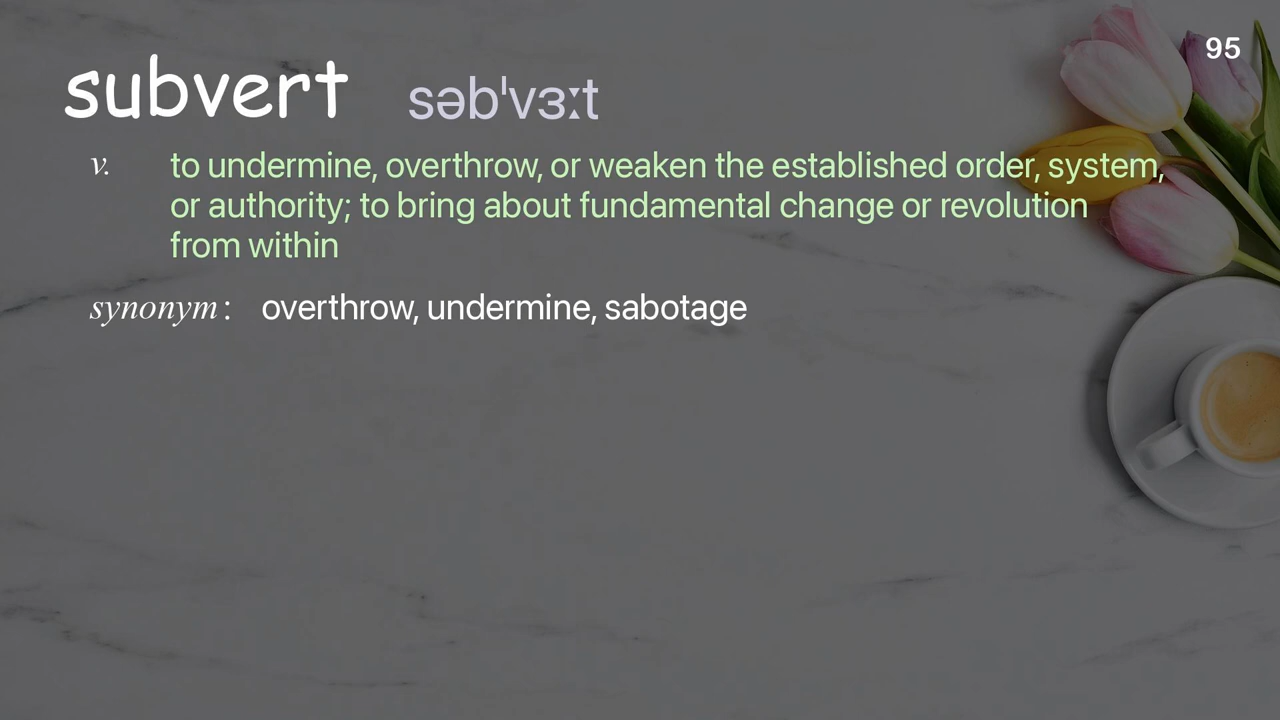 95
subvert səbˈvɜːt
v. to undermine, overthrow, or weaken the established order, system,
or authority; to bring about fundamental change or revolution
from within
synonym : overthrow, undermine, sabotage